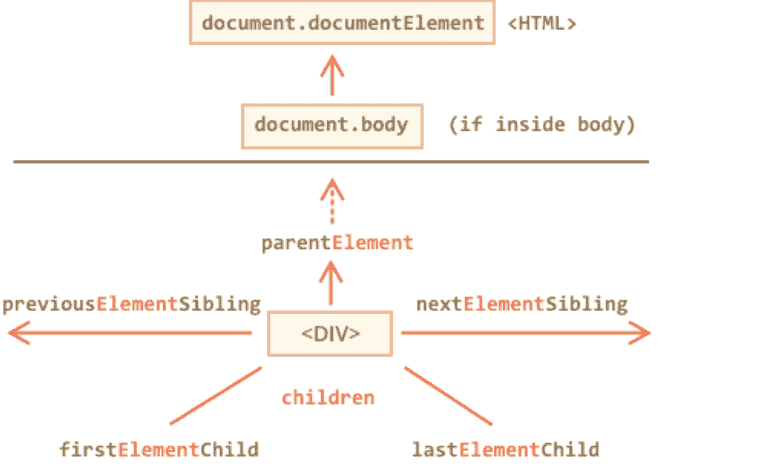 document.documentElement <HTML>
document.body (if inside body)
parentElement
previousElementSibling nextElementSibling
<DIV>
children
firstElementChild lastElementChild